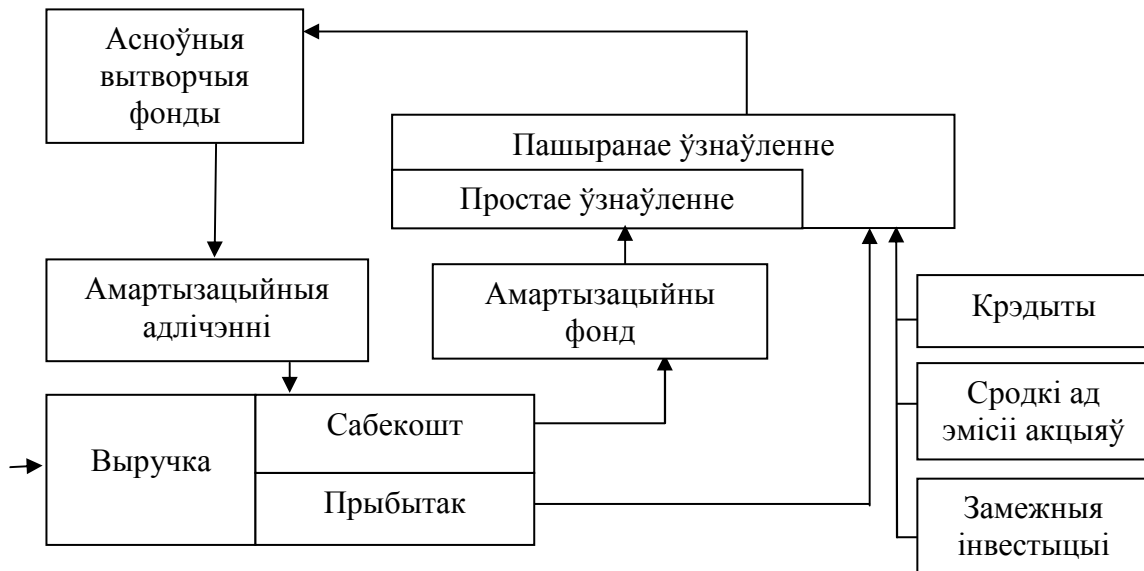 Асноўныя
вытворчыя
фонды
Пашыранае ўзнаўленне
Простае ўзнаўленне
Амартызацыйныя
адлічэнні
Амартызацыйны
фонд
Крэдыты
Сродкі ад
эмісіі акцыяў
Замежныя
інвестыцыі
Выручка
Сабекошт
Прыбытак